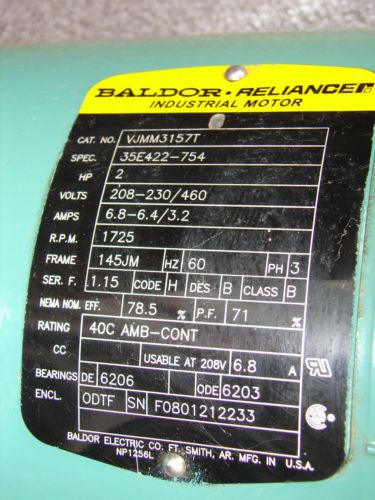 BALDOR · RELIANCER
INDUSTRIAL MOTOR
CAT. NO. VJMM3157T
SPEC. 35E422-754
HP 2
VOLTS 208-230/460
AMPS 6.8-6.4/3.2
R.P.M. 1725
FRAME 145JM HZ 60 PH 3
SER. F. 1.15 CODE H DES B CLASS B
NEMA NOM. EFF. 78.5 % P.F. 71 %
RATING 40C AMB-CONT
CC USABLE AT 208V 6.8 A
BEARINGS DE 6206 ODE 6203
ENCL. ODTF SN F0801212233
BALDOR ELECTRIC CO. FT. SMITH, AR. MFG. IN U.S.A.
NP1256L